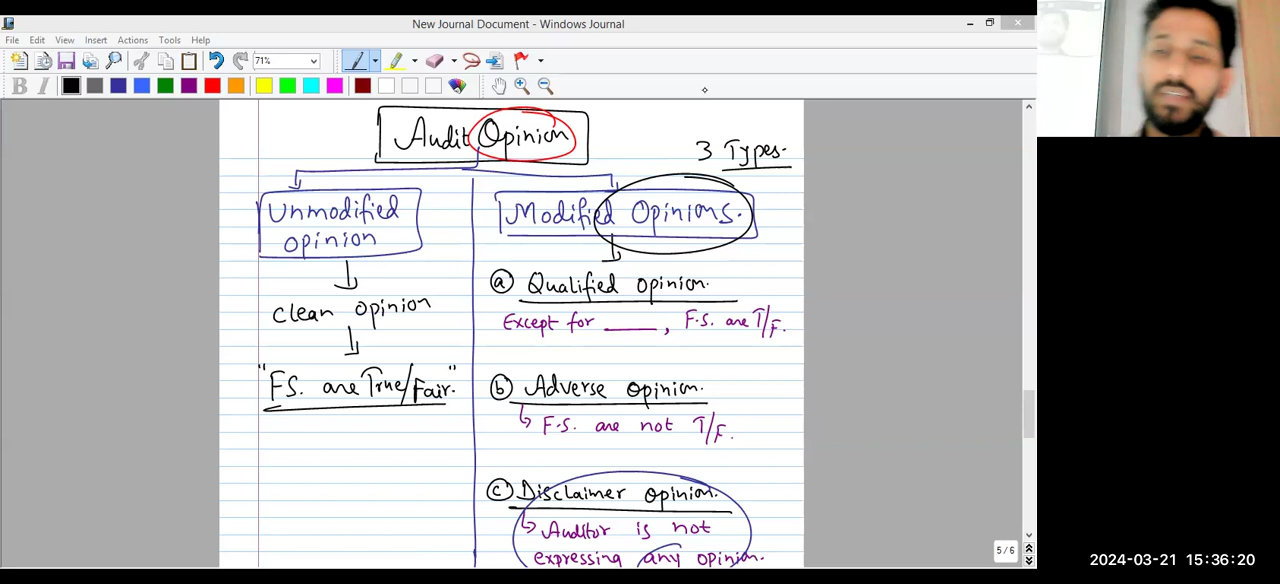 New Journal Document - Windows Journal
File Edit View Insert Actions Tools Help
71%
B I
Audit Opinion
3 Types.
Unmodified
opinion
Modified Opinions.
clean opinion
"F.S. are True/Fair."
a Qualified opinion.
Except for ____, F.S. are T/F.
b Adverse opinion.
F.S. are not T/F.
c Disclaimer opinion.
Auditor is not
expressing any opinion.
5/6
2024-03-21 15:36:20